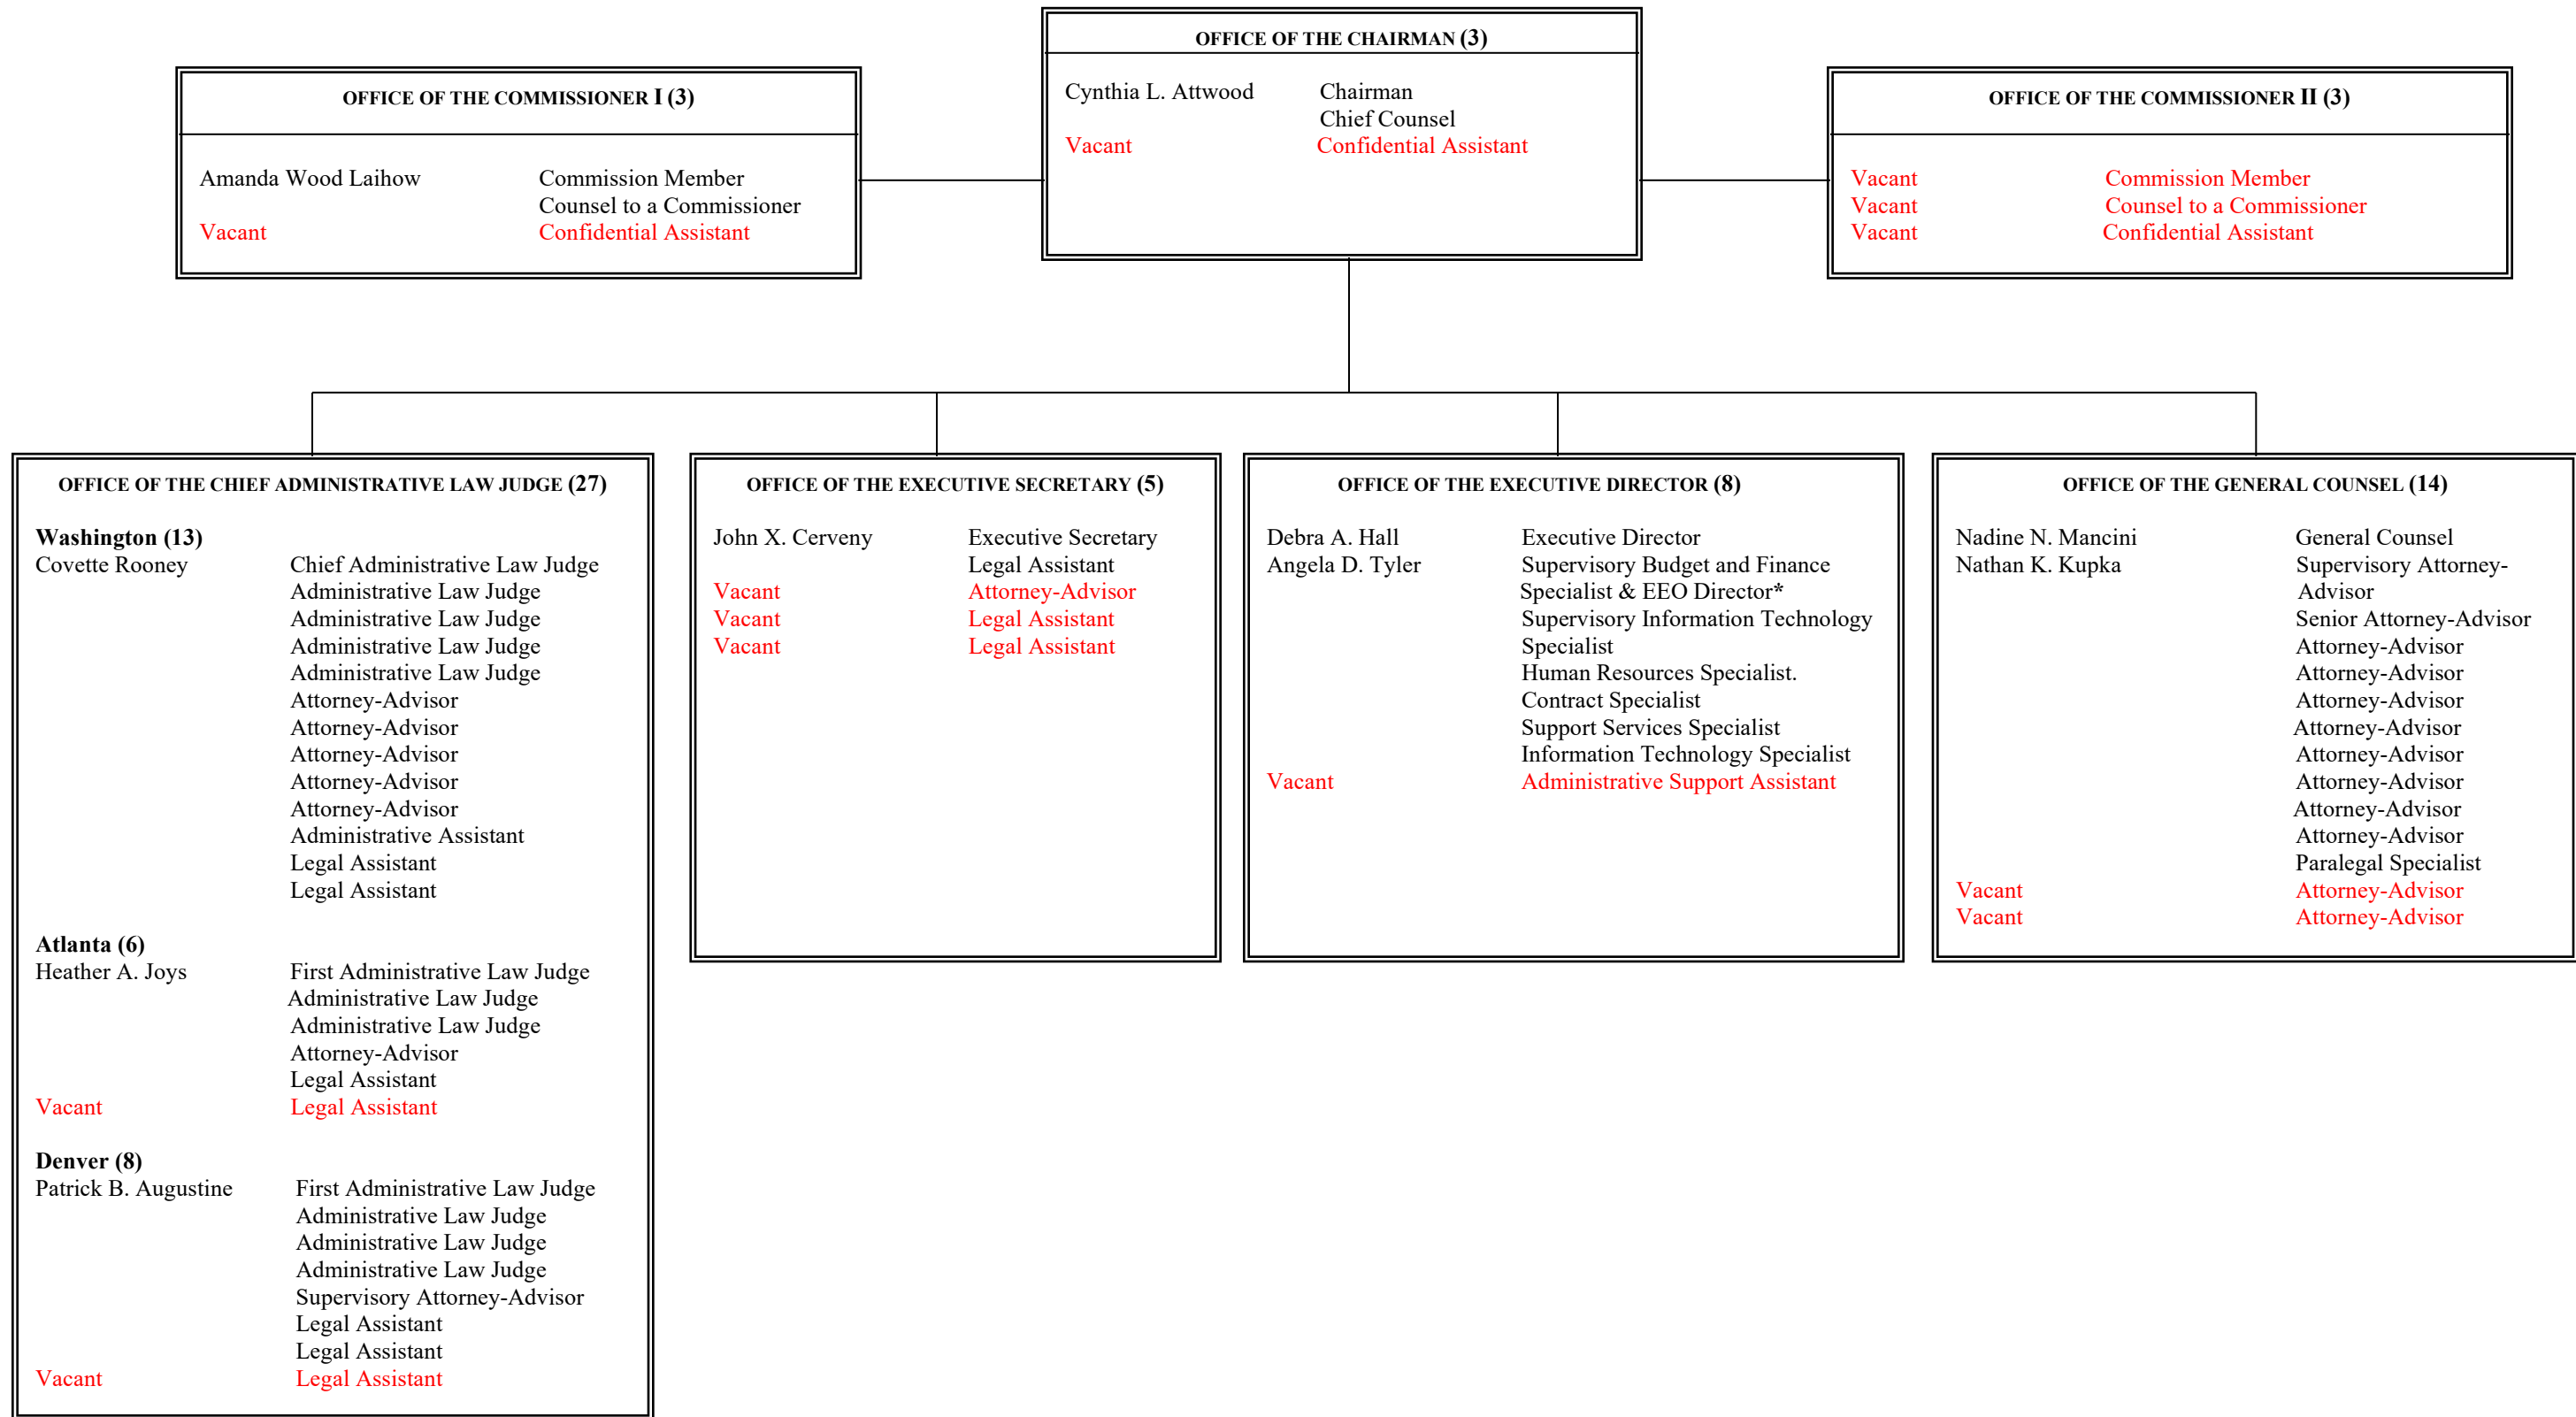 OFFICE OF THE CHAIRMAN (3)
Cynthia L. Attwood Chairman
Chief Counsel
Vacant Confidential Assistant
OFFICE OF THE COMMISSIONER I (3)
Amanda Wood Laihow Commission Member
Counsel to a Commissioner
Vacant Confidential Assistant
OFFICE OF THE COMMISSIONER II (3)
Vacant Commission Member
Vacant Counsel to a Commissioner
Vacant Confidential Assistant
OFFICE OF THE CHIEF ADMINISTRATIVE LAW JUDGE (27)
Washington (13)
Covette Rooney Chief Administrative Law Judge
Administrative Law Judge
Administrative Law Judge
Administrative Law Judge
Administrative Law Judge
Attorney-Advisor
Attorney-Advisor
Attorney-Advisor
Attorney-Advisor
Attorney-Advisor
Administrative Assistant
Legal Assistant
Legal Assistant
Atlanta (6)
Heather A. Joys First Administrative Law Judge
Administrative Law Judge
Administrative Law Judge
Attorney-Advisor
Legal Assistant
Vacant Legal Assistant
Denver (8)
Patrick B. Augustine First Administrative Law Judge
Administrative Law Judge
Administrative Law Judge
Administrative Law Judge
Supervisory Attorney-Advisor
Legal Assistant
Legal Assistant
Vacant Legal Assistant
OFFICE OF THE EXECUTIVE SECRETARY (5)
John X. Cerveny Executive Secretary
Legal Assistant
Vacant Attorney-Advisor
Vacant Legal Assistant
Vacant Legal Assistant
OFFICE OF THE EXECUTIVE DIRECTOR (8)
Debra A. Hall Executive Director
Angela D. Tyler Supervisory Budget and Finance
Specialist & EEO Director*
Supervisory Information Technology
Specialist
Human Resources Specialist.
Contract Specialist
Support Services Specialist
Information Technology Specialist
Vacant Administrative Support Assistant
OFFICE OF THE GENERAL COUNSEL (14)
Nadine N. Mancini General Counsel
Nathan K. Kupka Supervisory Attorney-
Advisor
Senior Attorney-Advisor
Attorney-Advisor
Attorney-Advisor
Attorney-Advisor
Attorney-Advisor
Attorney-Advisor
Attorney-Advisor
Attorney-Advisor
Attorney-Advisor
Paralegal Specialist
Vacant Attorney-Advisor
Vacant Attorney-Advisor